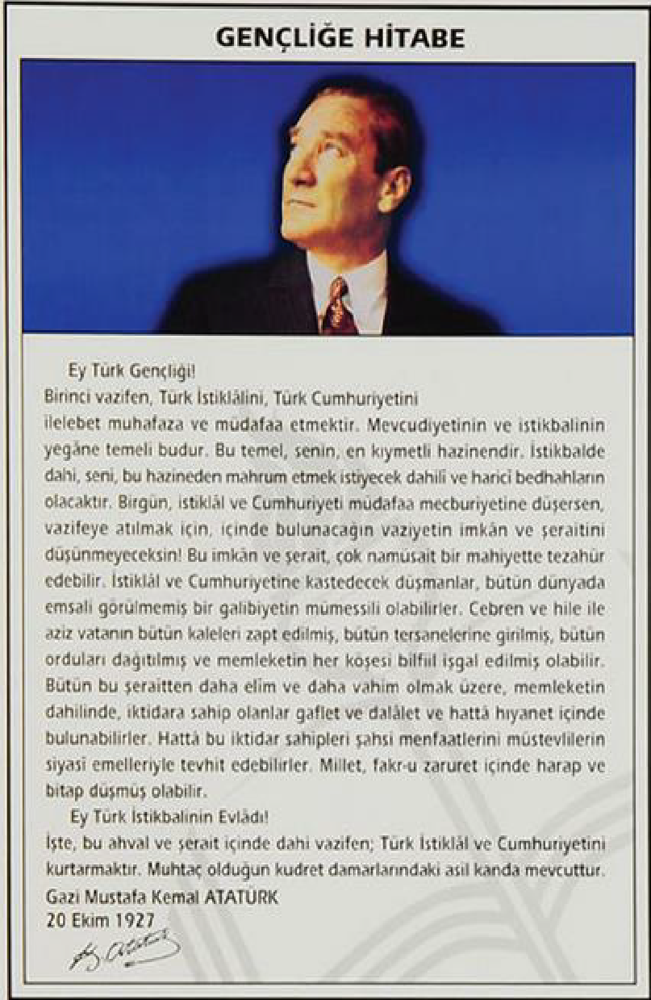 GENÇLİĞE HİTABE
Ey Türk Gençliği!
Birinci vazifen, Türk İstiklâlini, Türk Cumhuriyetini
ilelebet muhafaza ve müdafaa etmektir. Mevcudiyetinin ve istikbalinin
yegâne temeli budur. Bu temel, senin, en kıymetli hazinendir. İstikbalde
dahi, seni, bu hazineden mahrum etmek istiyecek dahilî ve haricî bedhahların
olacaktır. Birgün, istiklâl ve Cumhuriyeti müdafaa mecburiyetine düşersen,
vazifeye atılmak için, içinde bulunacağın vaziyetin imkân ve şeraitini
düşünmeyeceksin! Bu imkân ve şerait, çok namüsait bir mahiyette tezahür
edebilir. İstiklâl ve Cumhuriyetine kastedecek düşmanlar, bütün dünyada
emsali görülmemiş bir galibiyetin mümessili olabilirler. Cebren ve hile ile
aziz vatanın bütün kaleleri zapt edilmiş, bütün tersanelerine girilmiş, bütün
orduları dağıtılmış ve memleketin her köşesi bilfiil işgal edilmiş olabilir.
Bütün bu şeraitten daha elim ve daha vahim olmak üzere, memleketin
dahilinde, iktidara sahip olanlar gaflet ve dalâlet ve hattâ hıyanet içinde
bulunabilirler. Hattâ bu iktidar sahipleri şahsi menfaatlerini müstevlilerin
siyasî emelleriyle tevhit edebilirler. Millet, fakr-u zaruret içinde harap ve
bitap düşmüş olabilir.
Ey Türk İstikbalinin Evlâdı!
İşte, bu ahval ve şerait içinde dahi vazifen; Türk İstiklâl ve Cumhuriyetini
kurtarmaktır. Muhtaç olduğun kudret damarlarındaki asil kanda mevcuttur.
Gazi Mustafa Kemal ATATÜRK
20 Ekim 1927
K. Atatürk